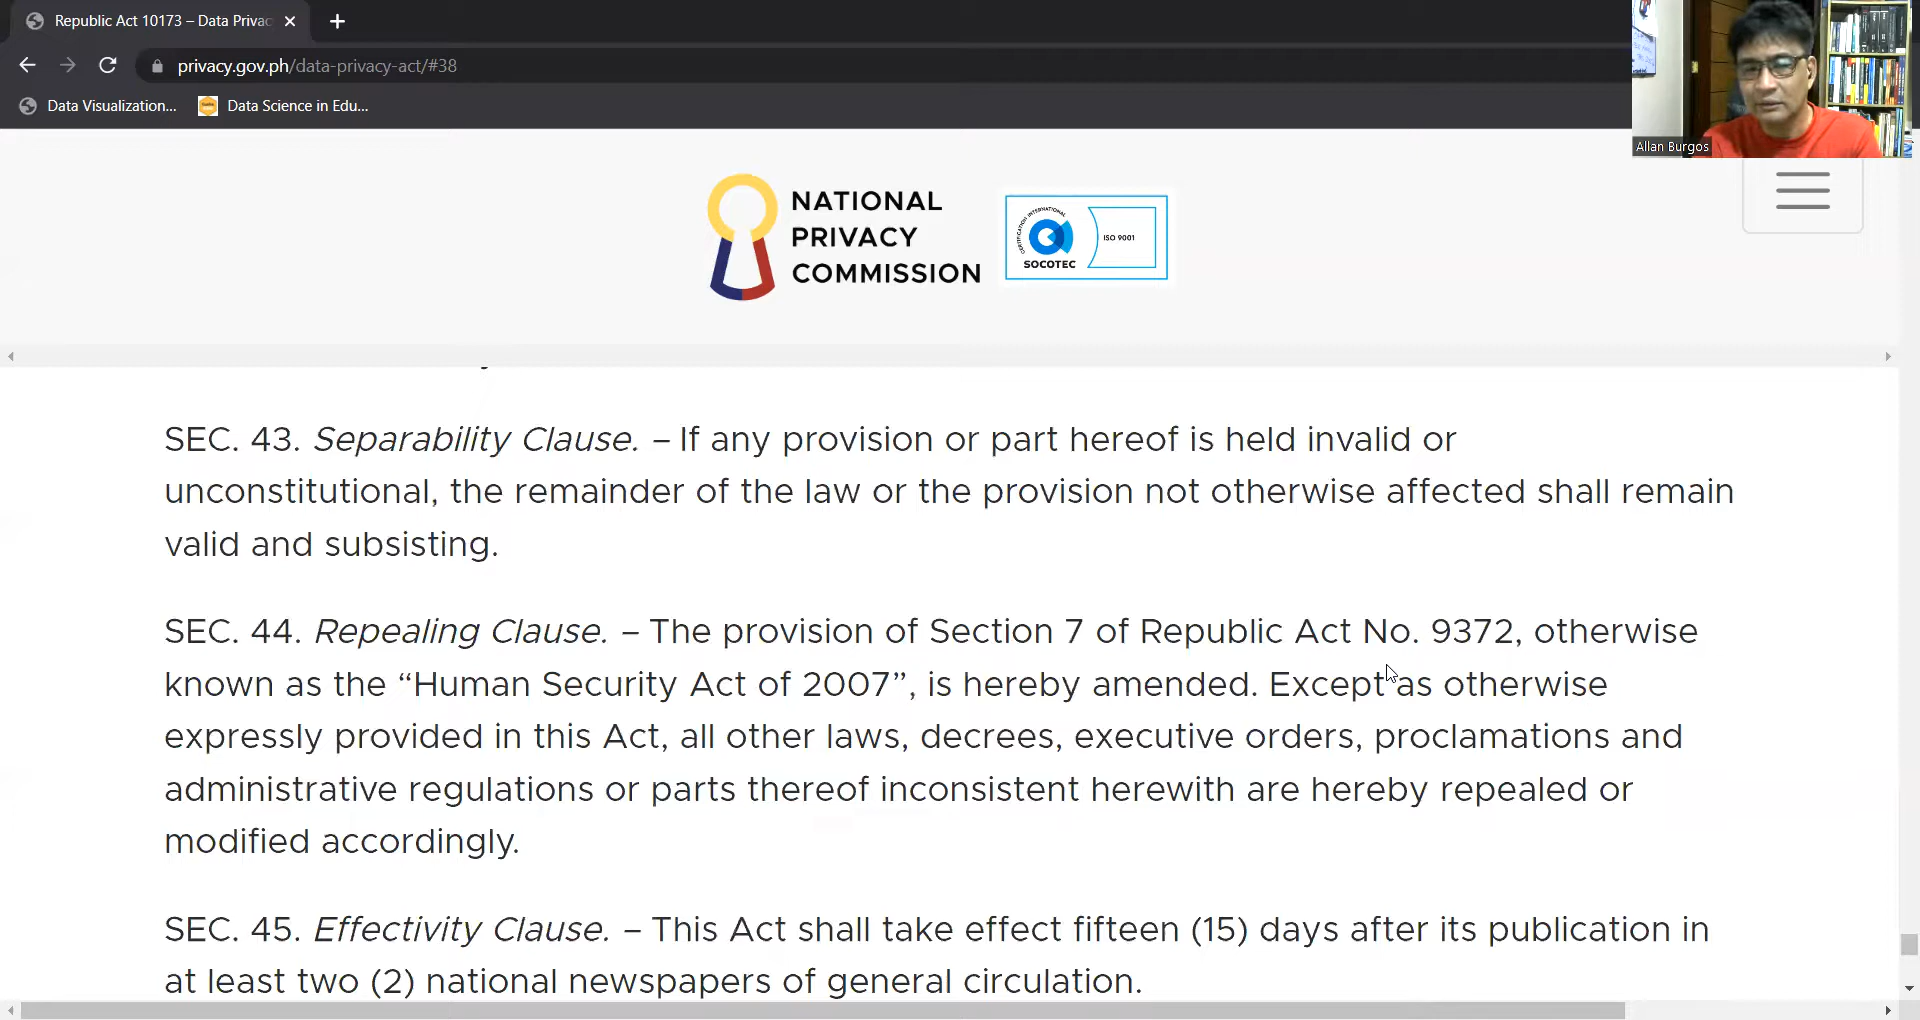 Republic Act 10173 – Data Priva
privacy.gov.ph/data-privacy-act/#38
Data Visualization...
Data Science in Edu...
Allan Burgos
NATIONAL
PRIVACY
COMMISSION
CERTIFICATION INTERNATIONAL
SOCOTEC
ISO 9001
SEC. 43. Separability Clause. – If any provision or part hereof is held invalid or
unconstitutional, the remainder of the law or the provision not otherwise affected shall remain
valid and subsisting.
SEC. 44. Repealing Clause. – The provision of Section 7 of Republic Act No. 9372, otherwise
known as the “Human Security Act of 2007”, is hereby amended. Except as otherwise
expressly provided in this Act, all other laws, decrees, executive orders, proclamations and
administrative regulations or parts thereof inconsistent herewith are hereby repealed or
modified accordingly.
SEC. 45. Effectivity Clause. – This Act shall take effect fifteen (15) days after its publication in
at least two (2) national newspapers of general circulation.